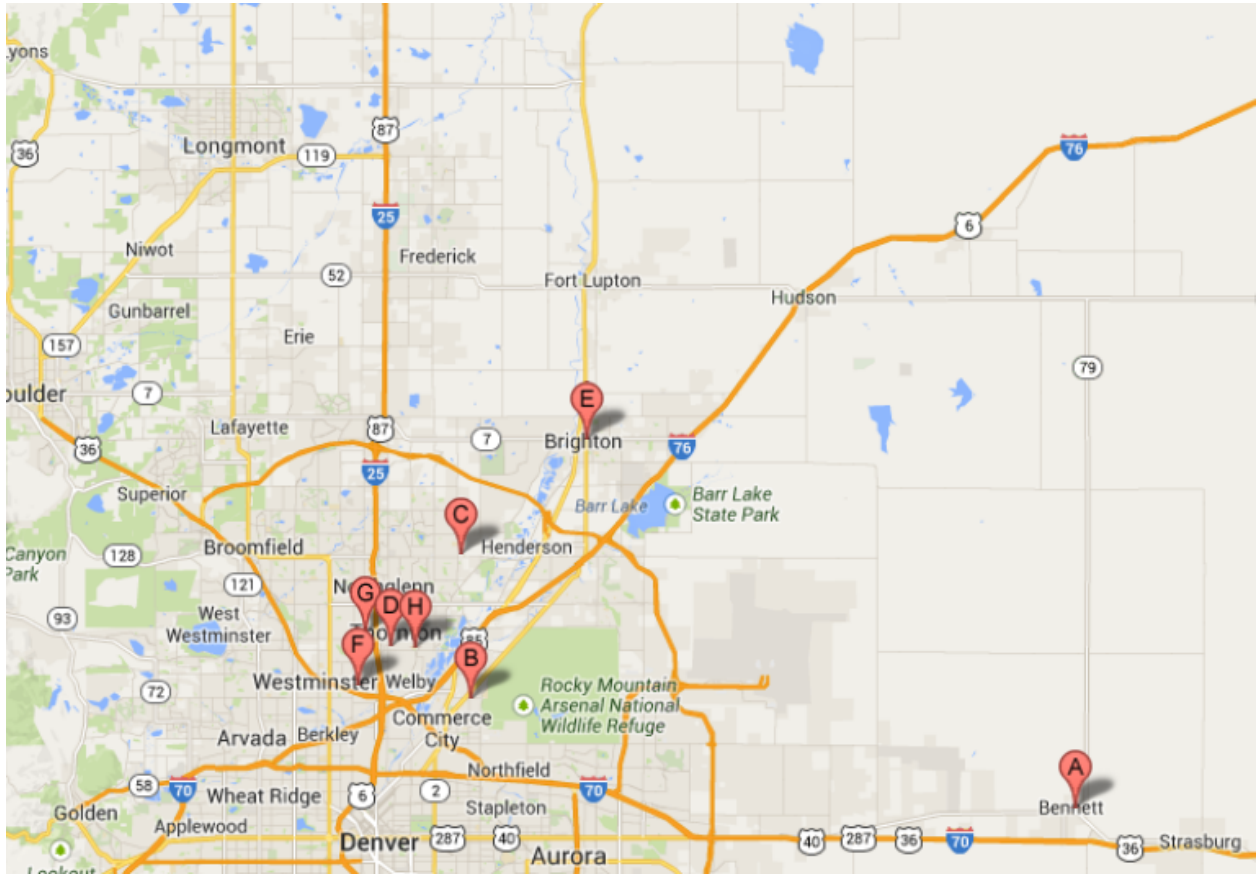 Lyons
87
36
Longmont
119
76
25
6
Niwot
Frederick
52
Fort Lupton
Hudson
Gunbarrel
Erie
157
79
oulder
7
E
Lafayette
87
7
Brighton
36
76
25
Superior
Barr Lake
Barr Lake
State Park
C
Canyon
Park
128
Broomfield
Henderson
121
G
D
H
93
West
Westminster
Thornton
F
85
B
72
Westminster
Welby
Rocky Mountain
Arsenal National
Wildlife Refuge
Commerce
City
Arvada
Berkley
A
58
70
Northfield
Golden
Wheat Ridge
6
2
70
Stapleton
Bennett
Applewood
Denver
287
40
40
287
36
70
36
Strasburg
Aurora
Lookout